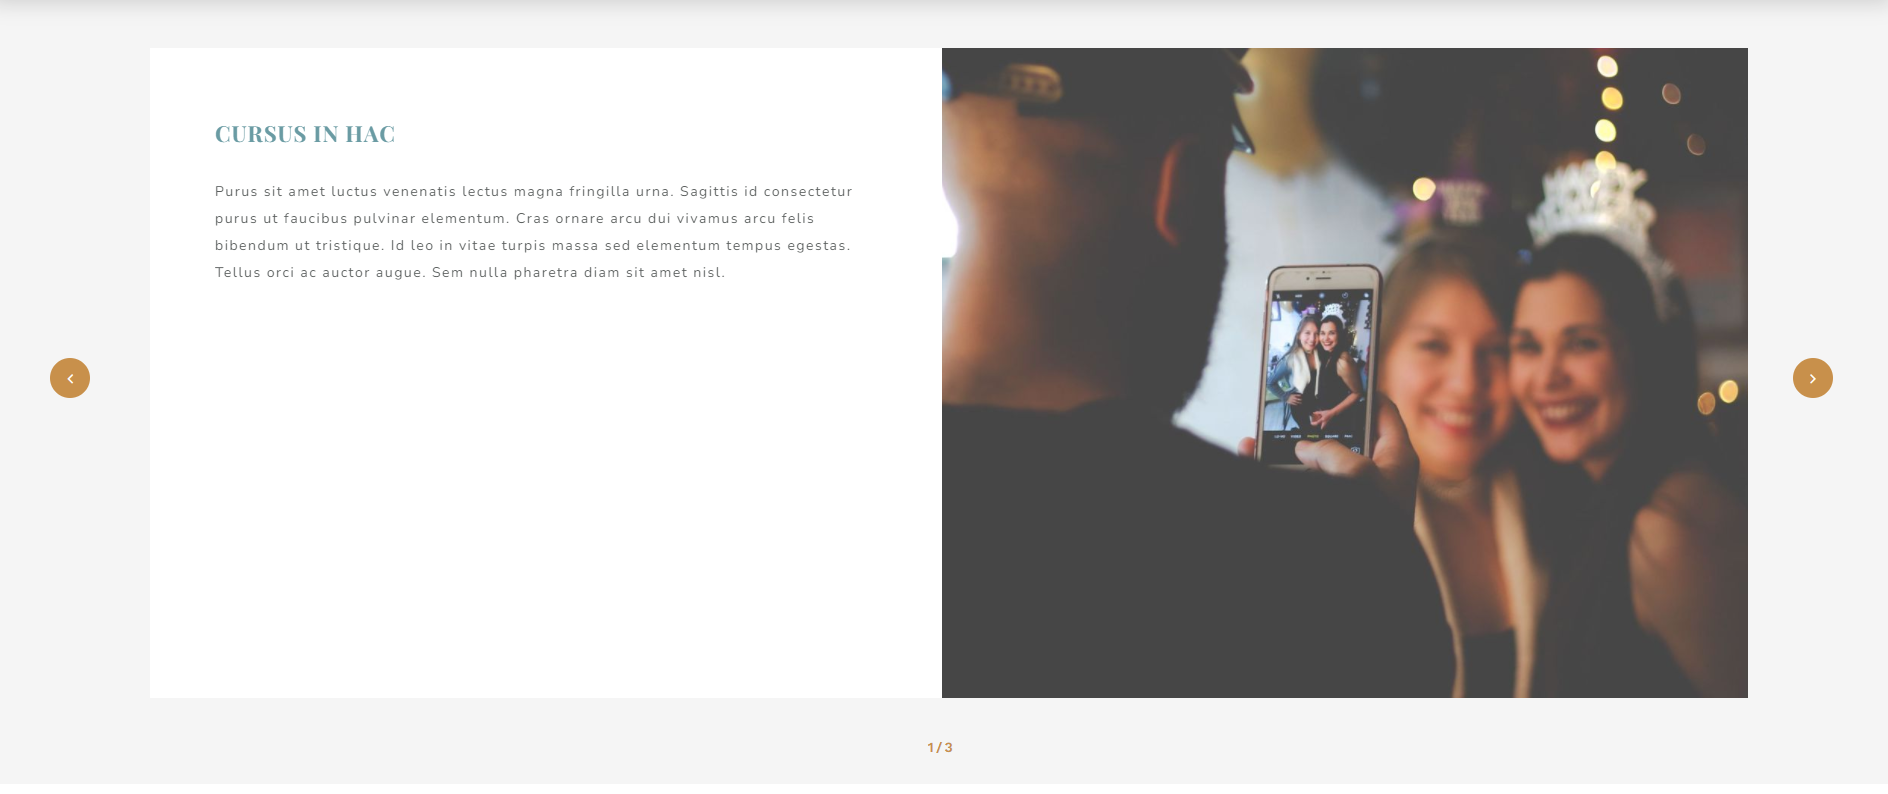 CURSUS IN HAC
Purus sit amet luctus venenatis lectus magna fringilla urna. Sagittis id consectetur
purus ut faucibus pulvinar elementum. Cras ornare arcu dui vivamus arcu felis
bibendum ut tristique. Id leo in vitae turpis massa sed elementum tempus egestas.
Tellus orci ac auctor augue. Sem nulla pharetra diam sit amet nisl.
1/3